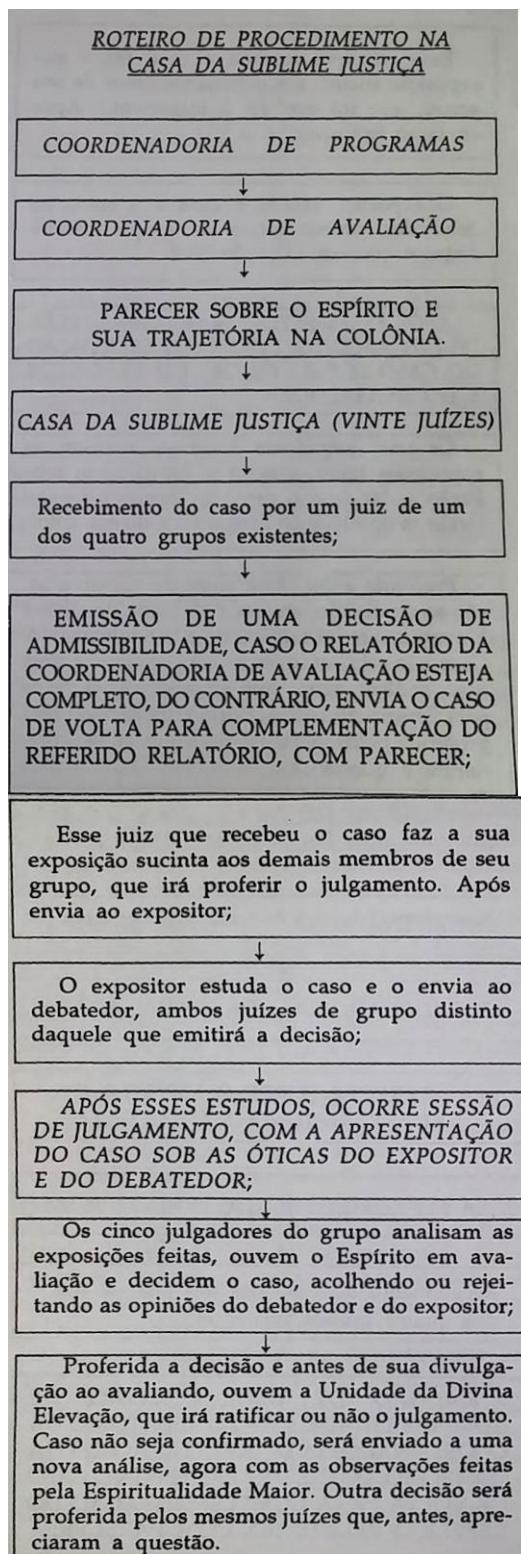 ROTEIRO DE PROCEDIMENTO NA
CASA DA SUBLIME JUSTIÇA
COORDENADORIA DE PROGRAMAS
↓
COORDENADORIA DE AVALIAÇÃO
↓
PARECER SOBRE O ESPÍRITO E
SUA TRAJETÓRIA NA COLÔNIA.
↓
CASA DA SUBLIME JUSTIÇA (VINTE JUÍZES)
↓
Recebimento do caso por um juiz de um
dos quatro grupos existentes;
↓
EMISSÃO DE UMA DECISÃO DE
ADMISSIBILIDADE, CASO O RELATÓRIO DA
COORDENADORIA DE AVALIAÇÃO ESTEJA
COMPLETO, DO CONTRÁRIO, ENVIA O CASO
DE VOLTA PARA COMPLEMENTAÇÃO DO
REFERIDO RELATÓRIO, COM PARECER;
Esse juiz que recebeu o caso faz a sua
exposição sucinta aos demais membros de seu
grupo, que irá proferir o julgamento. Após
envia ao expositor;
↓
O expositor estuda o caso e o envia ao
debatedor, ambos juízes de grupo distinto
daquele que emitirá a decisão;
↓
APÓS ESSES ESTUDOS, OCORRE SESSÃO
DE JULGAMENTO, COM A APRESENTAÇÃO
DO CASO SOB AS ÓTICAS DO EXPOSITOR
E DO DEBATEDOR;
↓
Os cinco julgadores do grupo analisam as
exposições feitas, ouvem o Espírito em ava-
liação e decidem o caso, acolhendo ou rejei-
tando as opiniões do debatedor e do expositor;
↓
Proferida a decisão e antes de sua divulga-
ção ao avaliando, ouvem a Unidade da Divina
Elevação, que irá ratificar ou não o julgamento.
Caso não seja confirmado, será enviado a uma
nova análise, agora com as observações feitas
pela Espiritualidade Maior. Outra decisão será
proferida pelos mesmos juízes que, antes, apre-
ciaram a questão.